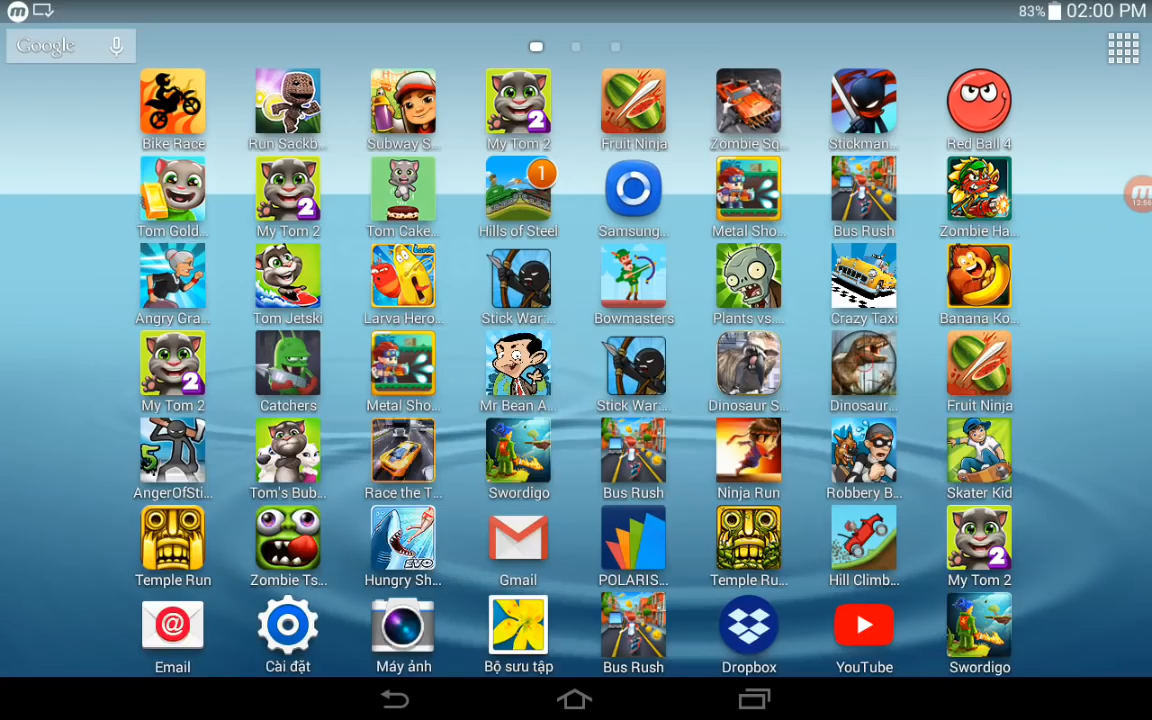 83% 02:00 PM
Google
Bike Race Run Sackb... Subway S... My Tom 2 Fruit Ninja Zombie Sq... Stickman... Red Ball 4
1
12:56
Tom Gold... My Tom 2 Tom Cake... Hills of Steel Samsung... Metal Sho... Bus Rush Zombie Ha...
Angry Gra... Tom Jetski Larva Hero... Stick War:... Bowmasters Plants vs.... Crazy Taxi Banana Ko...
My Tom 2 Catchers Metal Sho... Mr Bean A... Stick War:... Dinosaur S... Dinosaur... Fruit Ninja
AngerOfSti... Tom's Bub... Race the T... Swordigo Bus Rush Ninja Run Robbery B... Skater Kid
Temple Run Zombie Ts... Hungry Sh... Gmail POLARIS... Temple Ru... Hill Climb... My Tom 2
Email Cài đặt Máy ảnh Bộ sưu tập Bus Rush Dropbox YouTube Swordigo